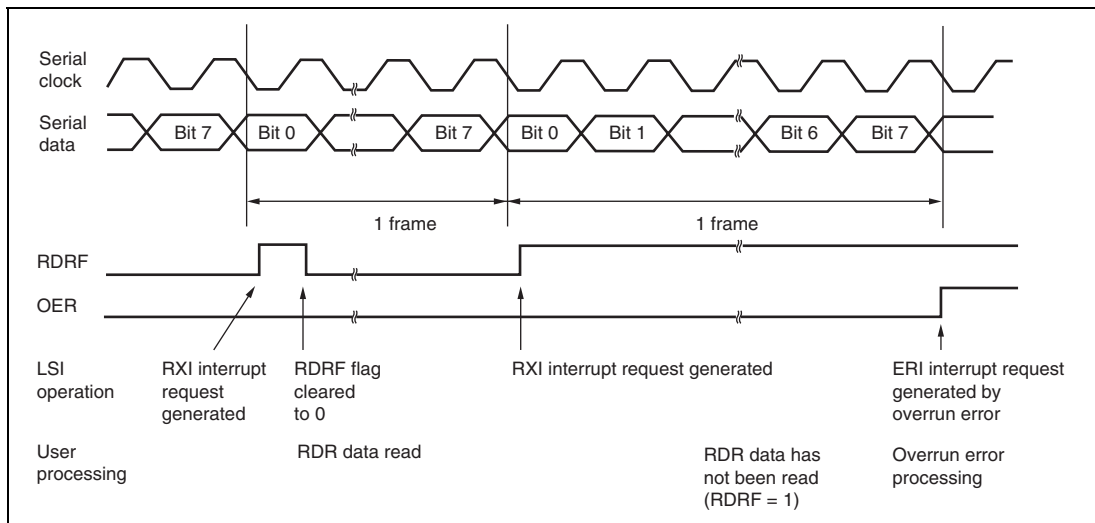 Serial
clock
Serial
data
Bit 7
Bit 0
Bit 7
Bit 0
Bit 1
Bit 6
Bit 7
1 frame
1 frame
RDRF
OER
LSI
operation
RXI interrupt
request
generated
RDRF flag
cleared
to 0
RXI interrupt request generated
ERI interrupt request
generated by
overrun error
User
processing
RDR data read
RDR data has
not been read
(RDRF = 1)
Overrun error
processing